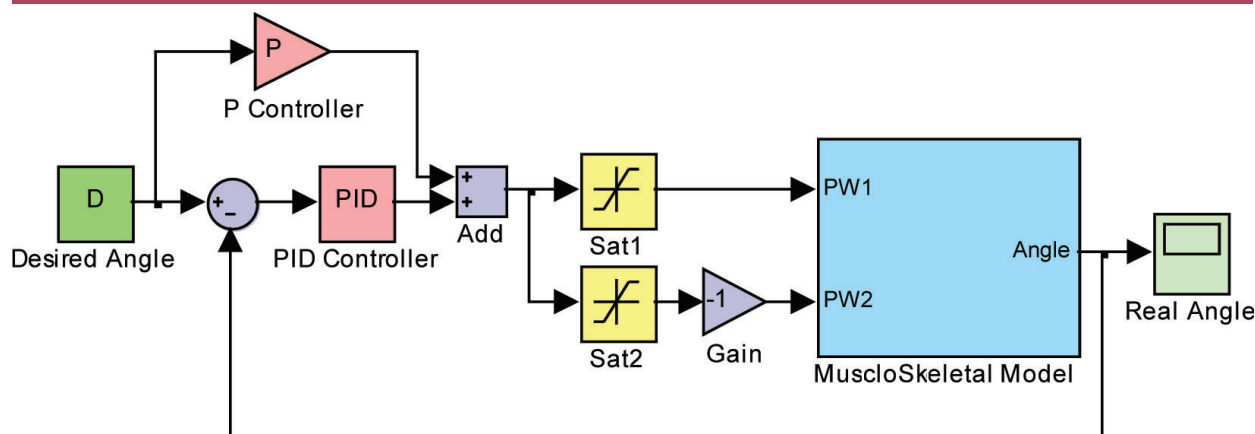 P
P Controller
D
Desired Angle
+
−
PID
PID Controller
+
+
Add
Sat1
Sat2
-1
Gain
PW1
PW2
Angle
MuscloSkeletal Model
Real Angle